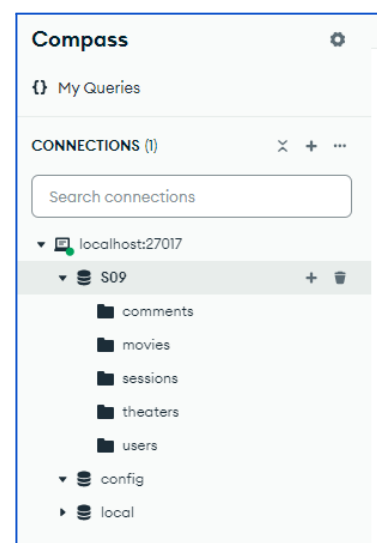 Compass
{} My Queries
CONNECTIONS (1)
Search connections
localhost:27017
S09
comments
movies
sessions
theaters
users
config
local